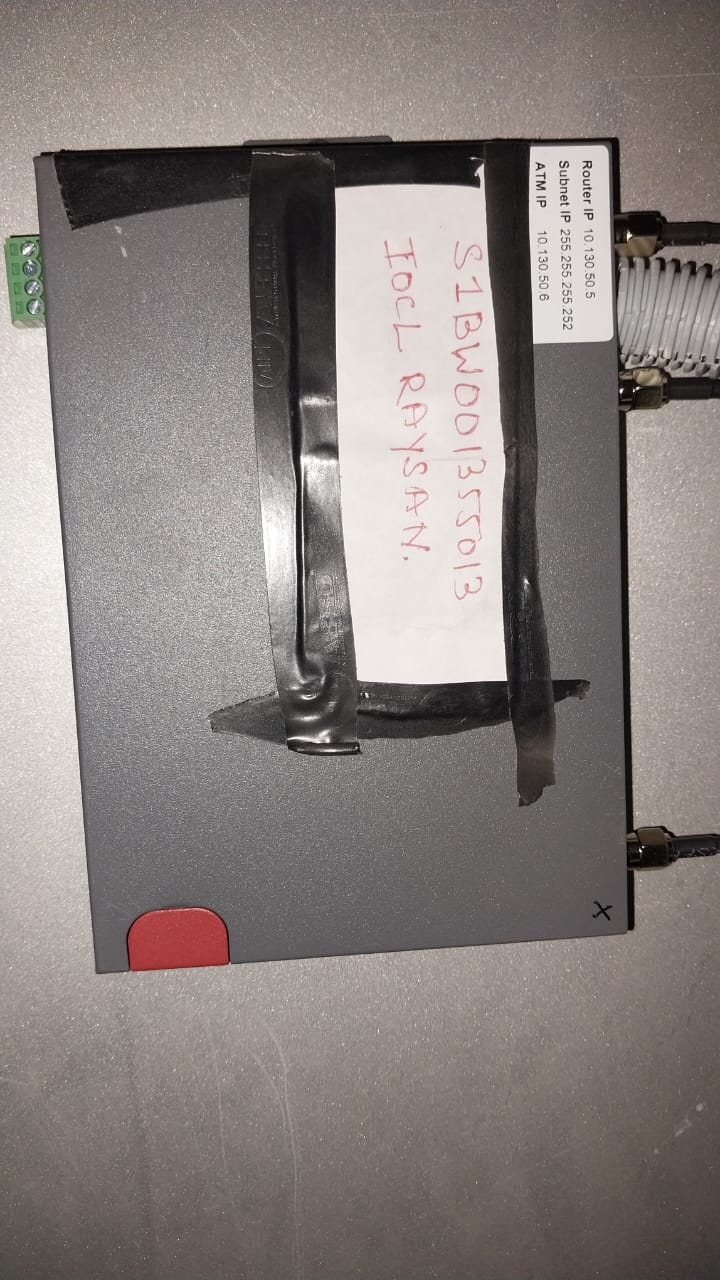 Router IP 10.130.50.5
Subnet IP 255.255.255.252
ATM IP 10.130.50.6
S1BW001355013
IOCL RAYSAN.
X